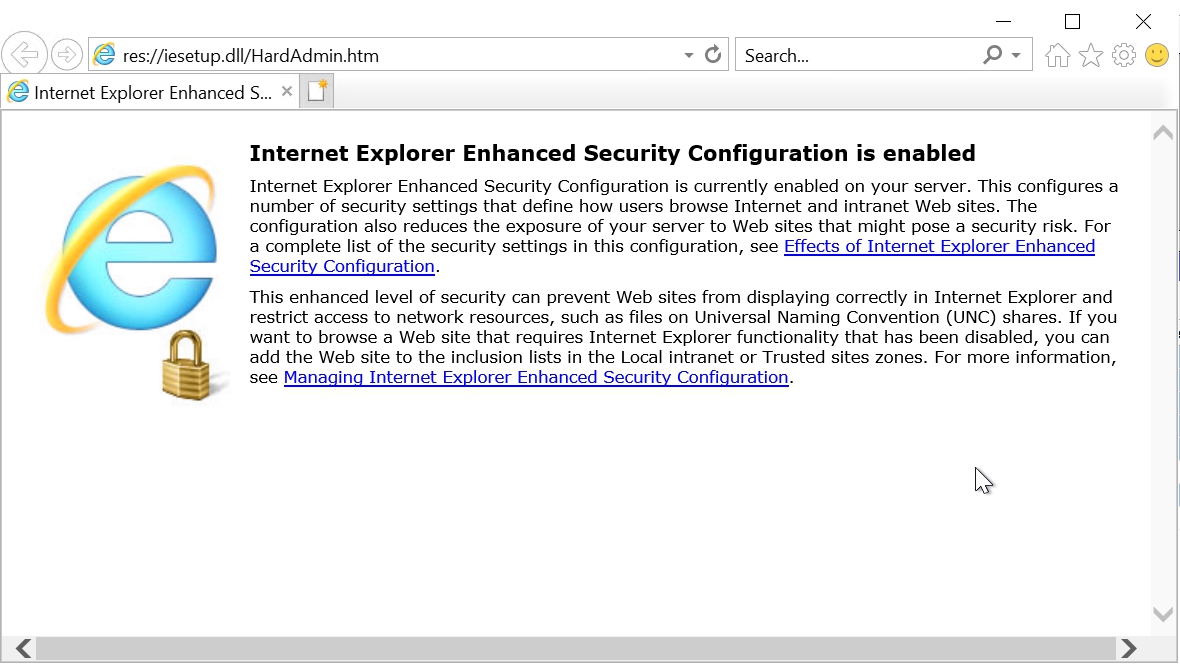 res://iesetup.dll/HardAdmin.htm
Search...
Internet Explorer Enhanced S...
Internet Explorer Enhanced Security Configuration is enabled
Internet Explorer Enhanced Security Configuration is currently enabled on your server. This configures a
number of security settings that define how users browse Internet and intranet Web sites. The
configuration also reduces the exposure of your server to Web sites that might pose a security risk. For
a complete list of the security settings in this configuration, see Effects of Internet Explorer Enhanced
Security Configuration.
This enhanced level of security can prevent Web sites from displaying correctly in Internet Explorer and
restrict access to network resources, such as files on Universal Naming Convention (UNC) shares. If you
want to browse a Web site that requires Internet Explorer functionality that has been disabled, you can
add the Web site to the inclusion lists in the Local intranet or Trusted sites zones. For more information,
see Managing Internet Explorer Enhanced Security Configuration.